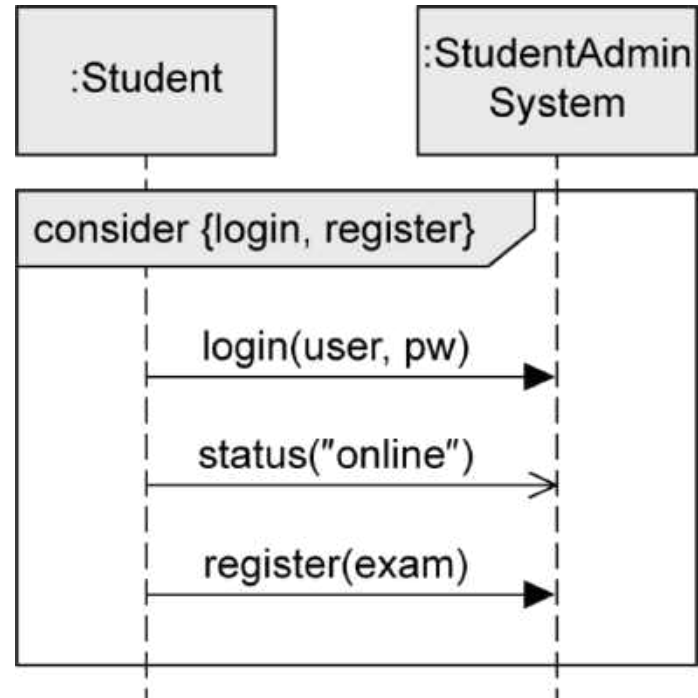 :Student
:StudentAdmin
System
consider {login, register}
login(user, pw)
status("online")
register(exam)